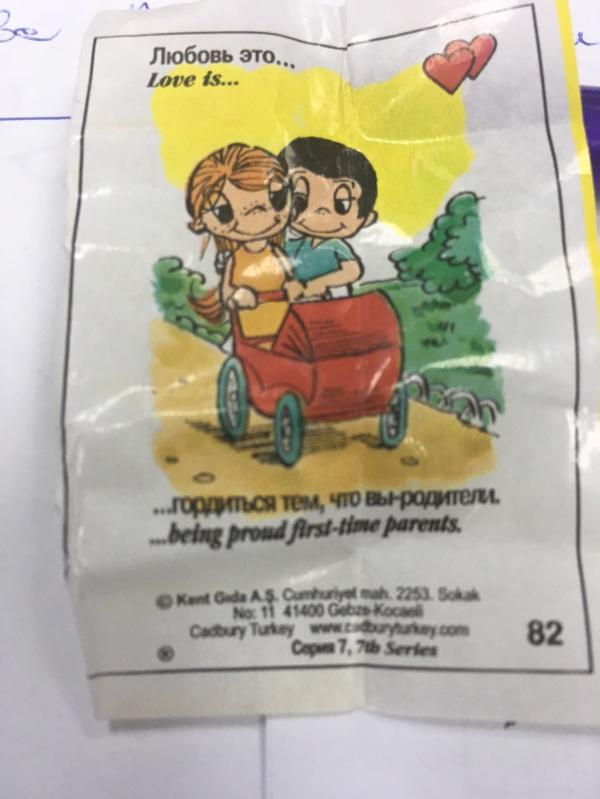 Любовь это...
Love is...
...гордиться тем, что вы-родители.
...being proud first-time parents.
© Kent Gıda A.Ş. Cumhuriyet mah. 2253. Sokak
No: 11 41400 Gebze-Kocaeli
Cadbury Turkey www.cadburyturkey.com
82
® Серия 7, 7th Series